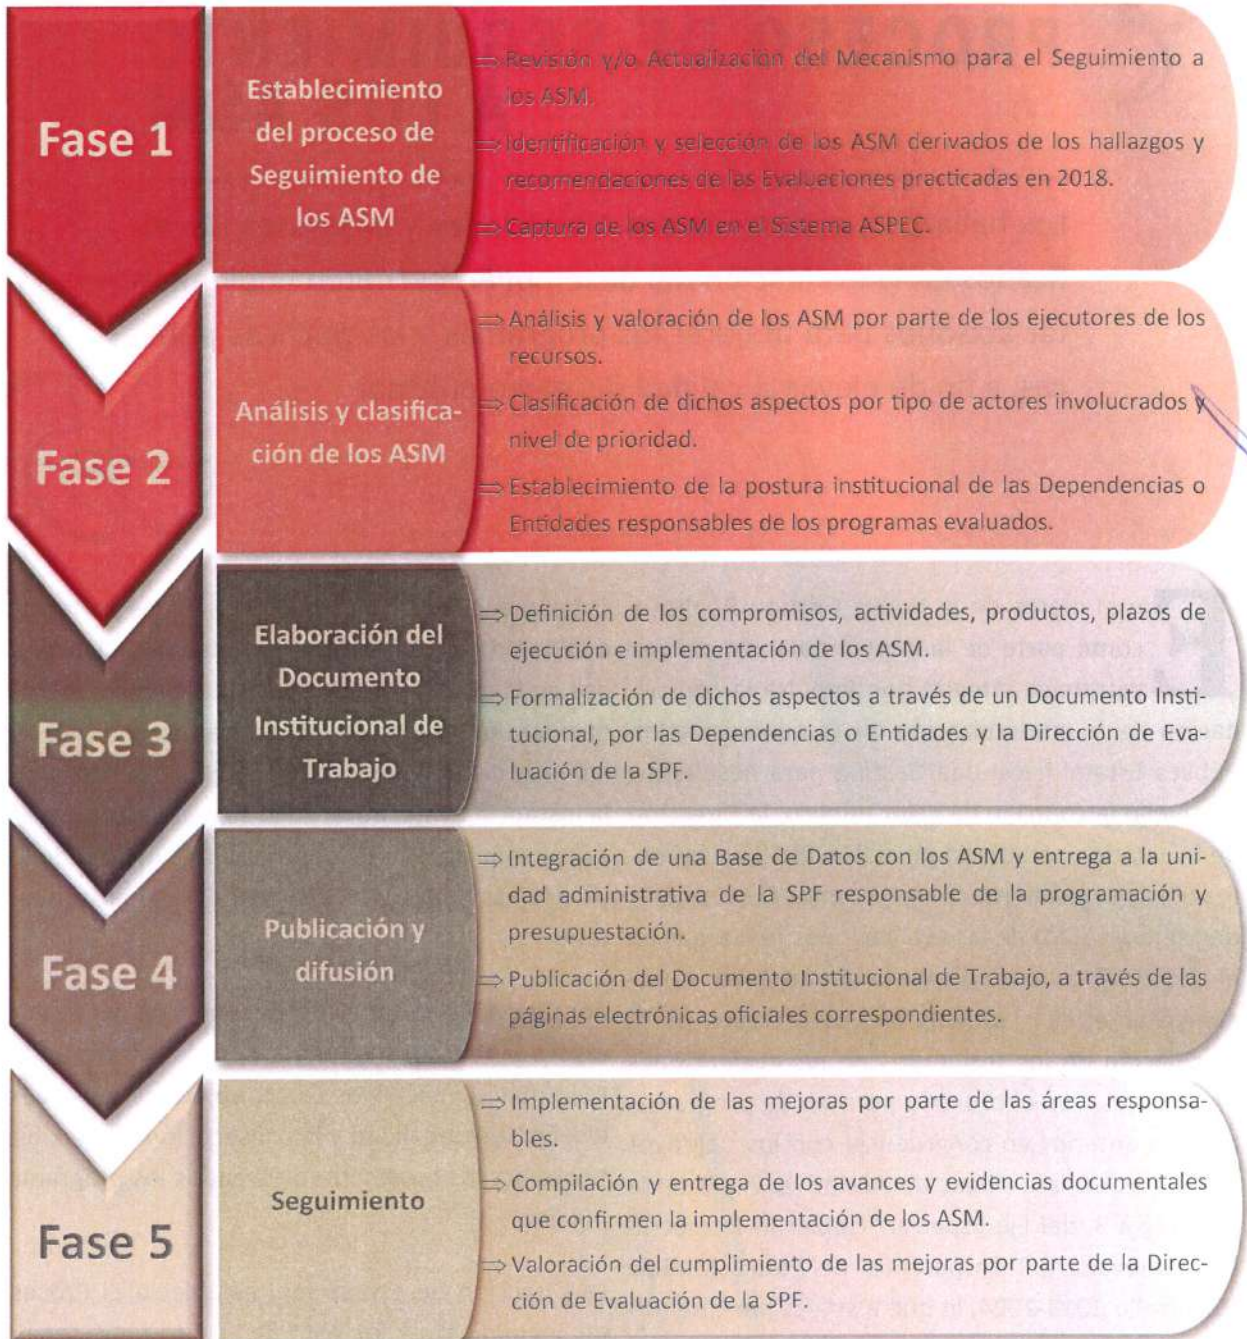 Fase 1
Establecimiento
del proceso de
Seguimiento de
los ASM
⇒ Revisión y/o Actualización del Mecanismo para el Seguimiento a
los ASM.
⇒ Identificación y selección de los ASM derivados de los hallazgos y
recomendaciones de las Evaluaciones practicadas en 2018.
⇒ Captura de los ASM en el Sistema ASPEC.
Fase 2
Análisis y clasifica-
ción de los ASM
⇒ Análisis y valoración de los ASM por parte de los ejecutores de los
recursos.
⇒ Clasificación de dichos aspectos por tipo de actores involucrados y
nivel de prioridad.
⇒ Establecimiento de la postura institucional de las Dependencias o
Entidades responsables de los programas evaluados.
Fase 3
Elaboración del
Documento
Institucional de
Trabajo
⇒ Definición de los compromisos, actividades, productos, plazos de
ejecución e implementación de los ASM.
⇒ Formalización de dichos aspectos a través de un Documento Insti-
tucional, por las Dependencias o Entidades y la Dirección de Eva-
luación de la SPF.
Fase 4
Publicación y
difusión
⇒ Integración de una Base de Datos con los ASM y entrega a la uni-
dad administrativa de la SPF responsable de la programación y
presupuestación.
⇒ Publicación del Documento Institucional de Trabajo, a través de las
páginas electrónicas oficiales correspondientes.
Fase 5
Seguimiento
⇒ Implementación de las mejoras por parte de las áreas responsa-
bles.
⇒ Compilación y entrega de los avances y evidencias documentales
que confirmen la implementación de los ASM.
⇒ Valoración del cumplimiento de las mejoras por parte de la Direc-
ción de Evaluación de la SPF.